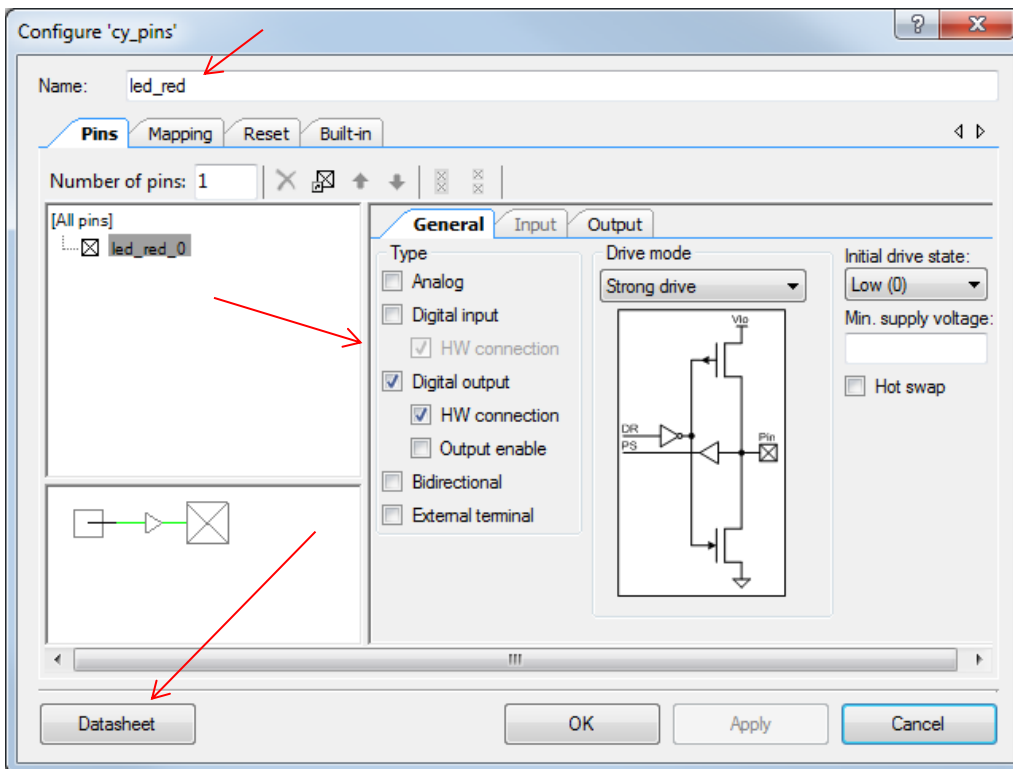 Configure 'cy_pins'
Name: led_red
Pins Mapping Reset Built-in
Number of pins: 1
[All pins]
led_red_0
General Input Output
Type
Analog
Digital input
HW connection
Digital output
HW connection
Output enable
Bidirectional
External terminal
Drive mode
Strong drive
Vio
DR
PS
Pin
Initial drive state:
Low (0)
Min. supply voltage:
Hot swap
Datasheet OK Apply Cancel